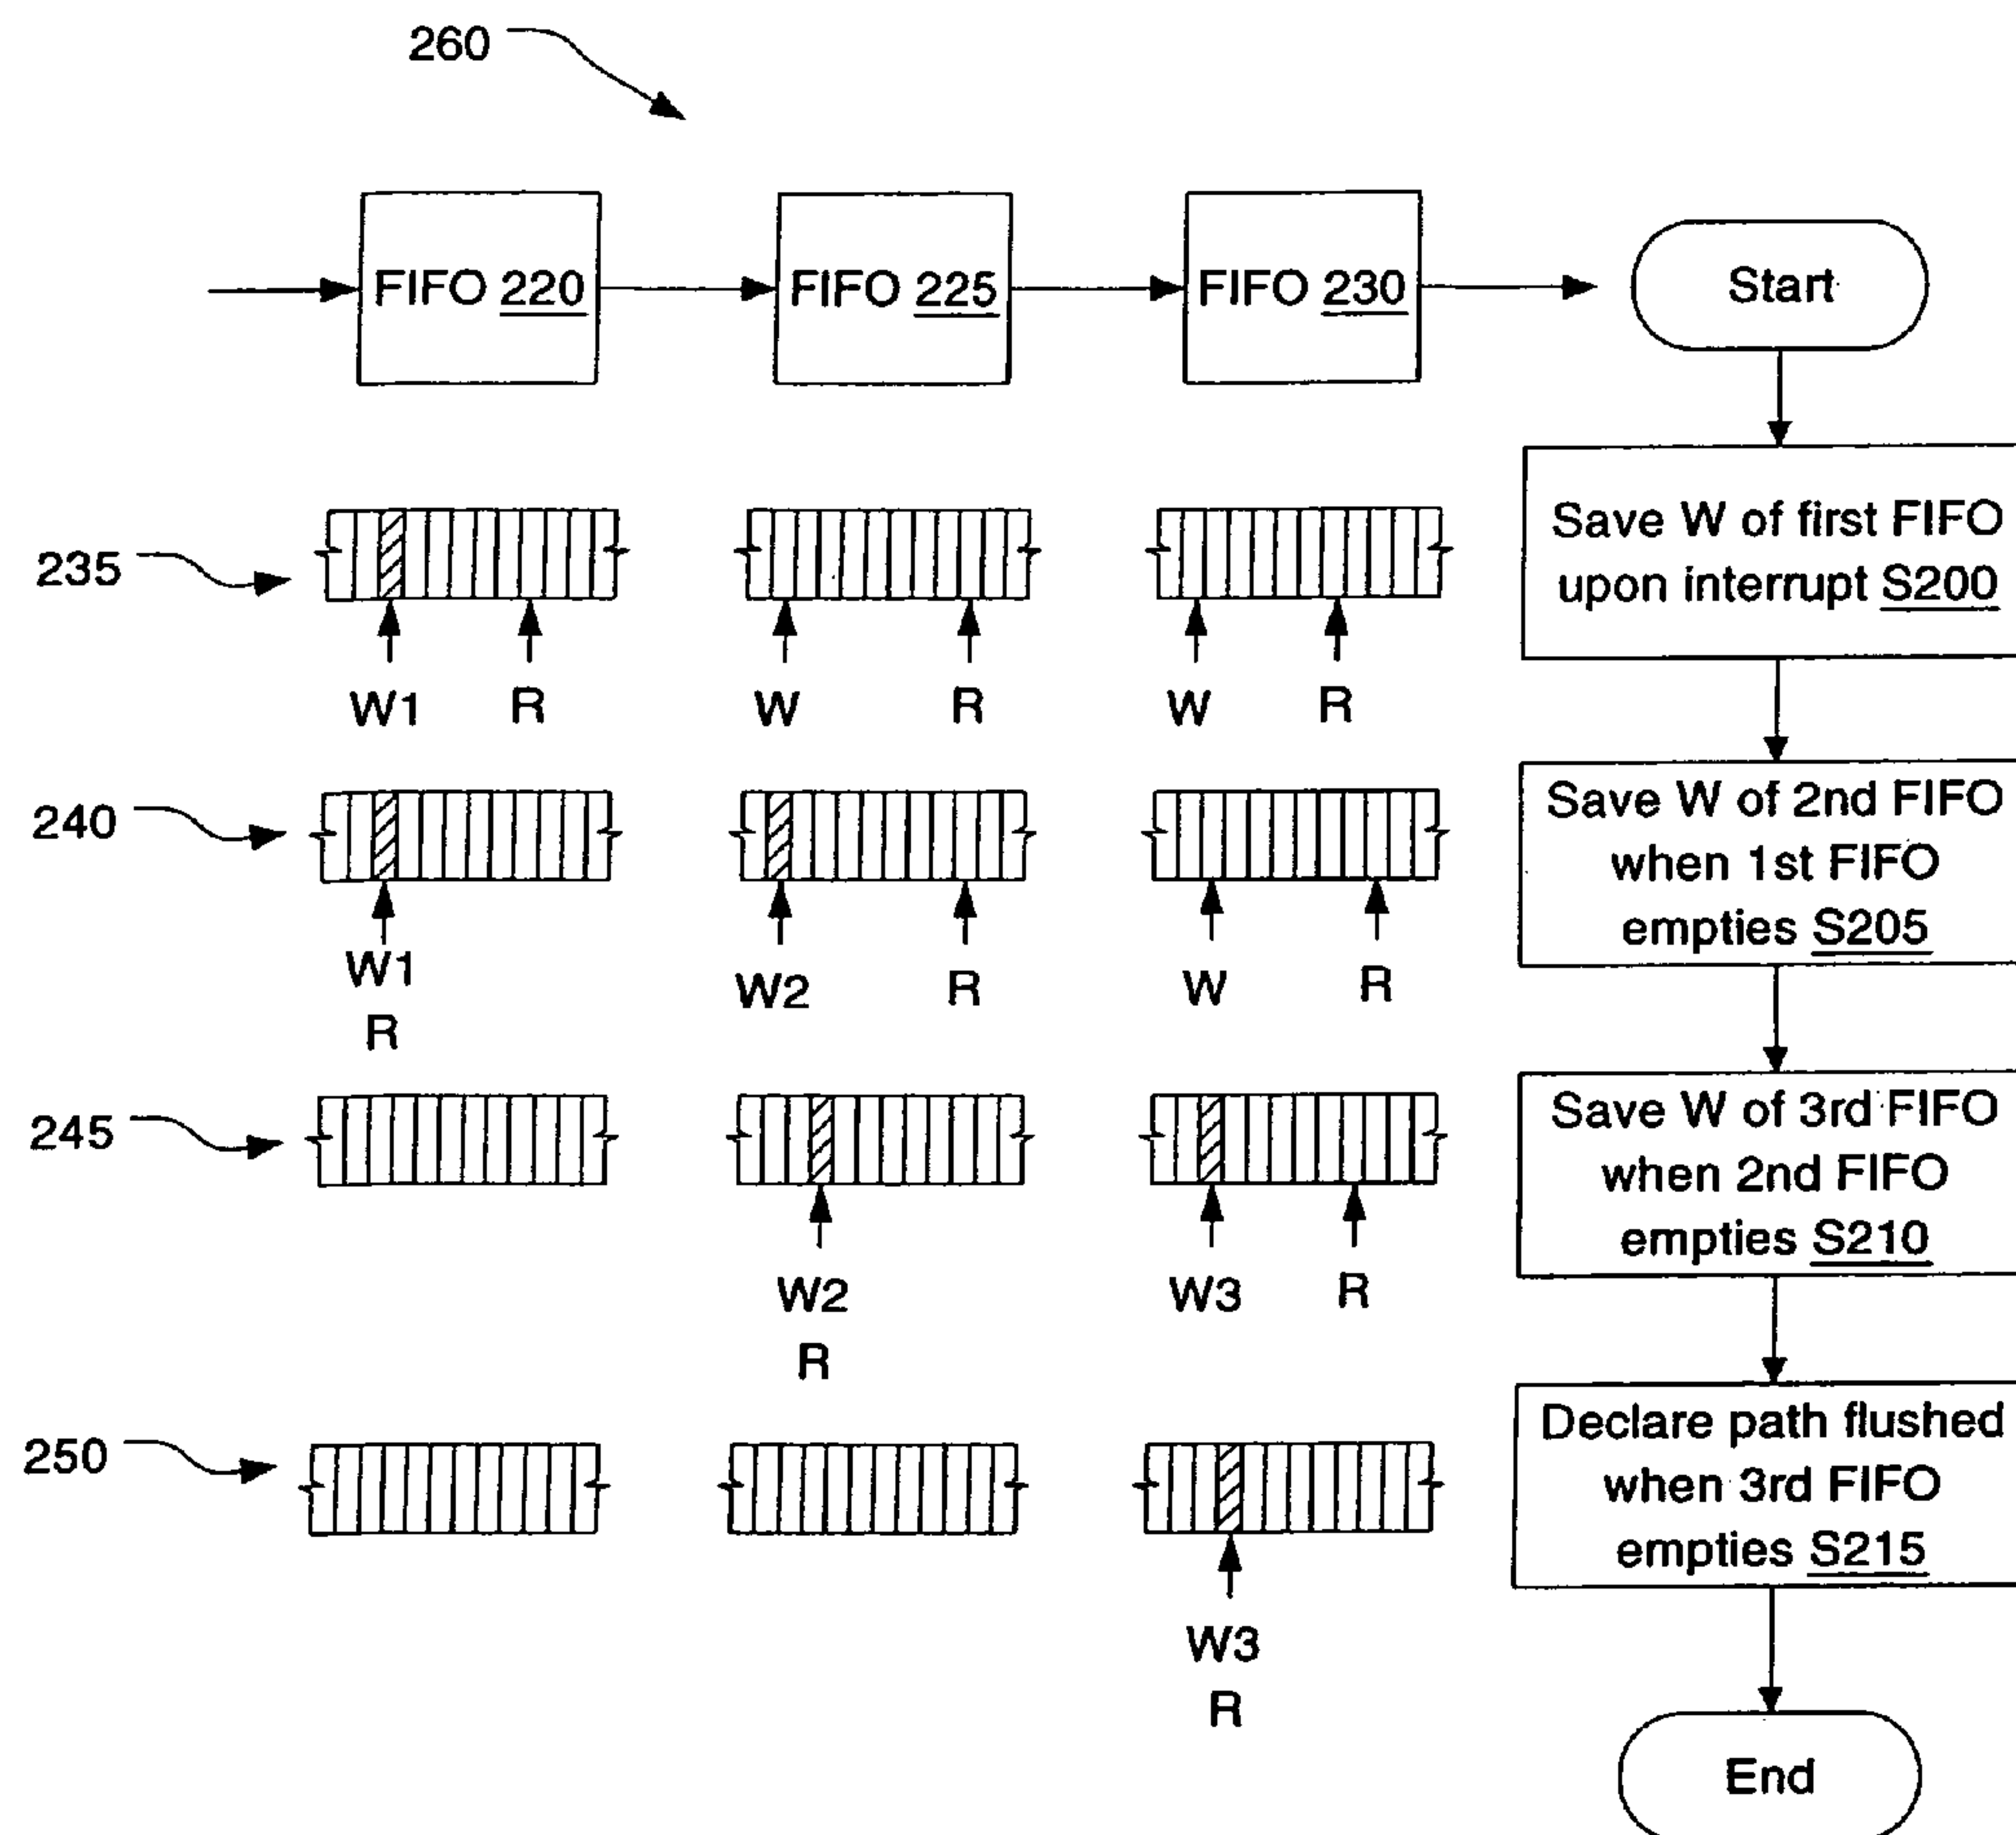 260
FIFO 220
FIFO 225
FIFO 230
Start
235
W1
R
W
R
W
R
Save W of first FIFO
upon interrupt S200
240
W1
R
W2
R
W
R
Save W of 2nd FIFO
when 1st FIFO
empties S205
245
W2
R
W3
R
Save W of 3rd FIFO
when 2nd FIFO
empties S210
250
W3
R
Declare path flushed
when 3rd FIFO
empties S215
End